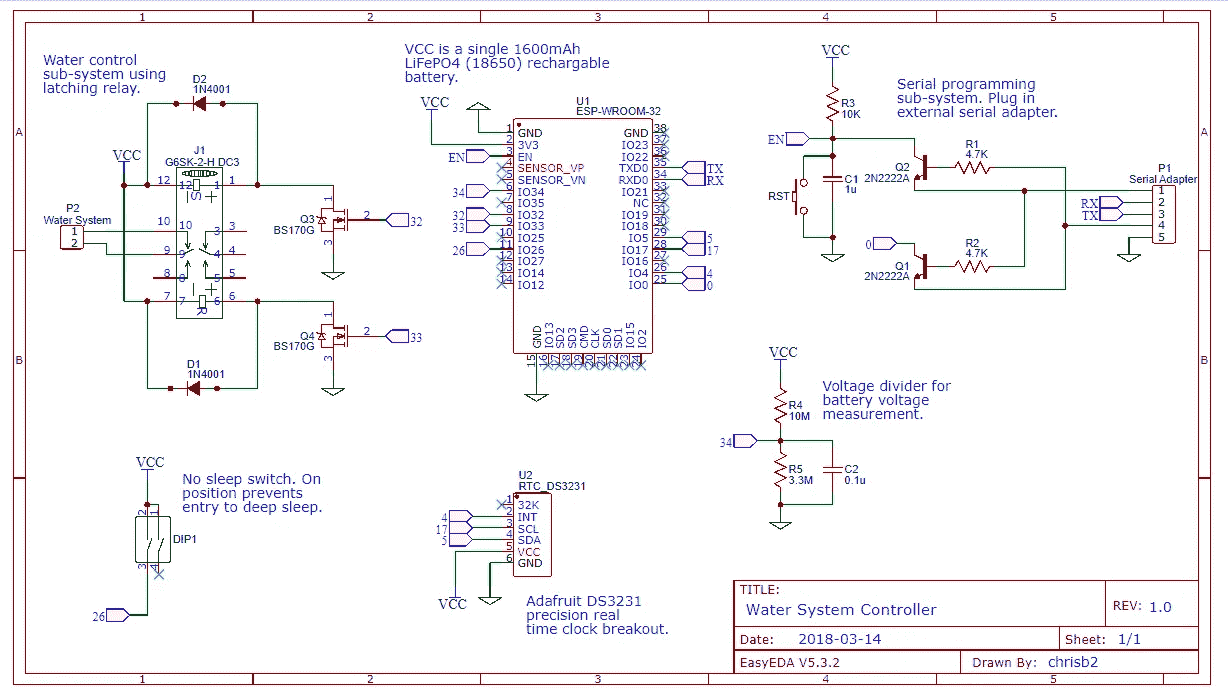 1 2 3 4 5
A
B
Water control
sub-system using
latching relay.
D2
1N4001
VCC
J1
G6SK-2-H DC3
12 12 1 1
S
P2
Water System
1
2
10 10 3 3
9 9 4 4
8 8 5 5
7 7 6 6
R
Q3
BS170G
1
2
3
32
Q4
BS170G
1
2
3
33
D1
1N4001
VCC is a single 1600mAh
LiFePO4 (18650) rechargable
battery.
VCC
U1
ESP-WROOM-32
1 GND
2 3V3
EN 3 EN
4 SENSOR_VP
5 SENSOR_VN
34 6 IO34
7 IO35
32 8 IO32
33 9 IO33
10 IO25
26 11 IO26
12 IO27
13 IO14
14 IO12
GND 38
IO23 37
IO22 36
TXD0 35 TX
RXD0 34 RX
IO21 33
NC 32
IO19 31
IO18 30
IO5 29 5
IO17 28 17
IO16 27
IO4 26 4
IO0 25 0
GND IO13 SD2 SD3 CMD CLK SD0 SD1 IO15 IO2
15 16 17 18 19 20 21 22 23 24
VCC
R3
10K
EN
RST
C1
1u
Serial programming
sub-system. Plug in
external serial adapter.
Q2
2N2222A
R1
4.7K
0
Q1
2N2222A
R2
4.7K
P1
Serial Adapter
1
RX 2
TX 3
4
5
VCC
R4
10M
Voltage divider for
battery voltage
measurement.
34
R5
3.3M
C2
0.1u
VCC
No sleep switch. On
position prevents
entry to deep sleep.
2 1
DIP1
3 4
26
U2
RTC_DS3231
1 32K
4 2 INT
17 3 SCL
5 4 SDA
5 VCC
6 GND
VCC
Adafruit DS3231
precision real
time clock breakout.
TITLE:
Water System Controller
REV: 1.0
Date: 2018-03-14
Sheet: 1/1
EasyEDA V5.3.2
Drawn By: chrisb2
A
B
1 2 3 4 5